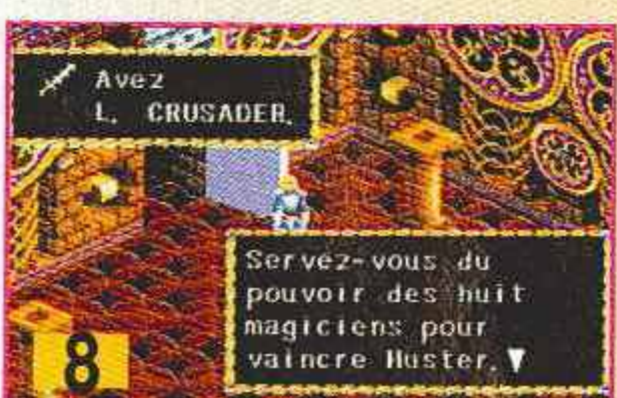 Avez
L. CRUSADER.
Servez-vous du
pouvoir des huit
magiciens pour
vaincre Huster.▼
8